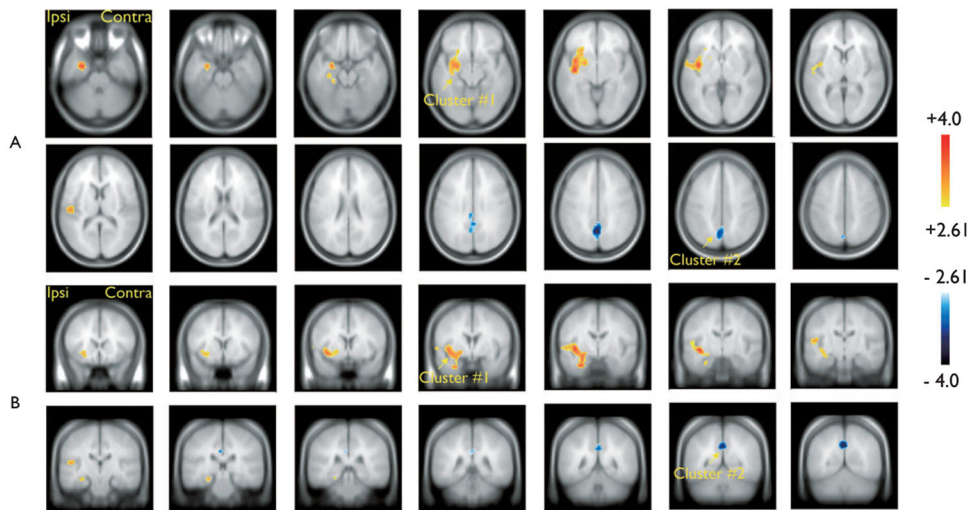 Ipsi Contra
Cluster #1
A
+4.0
+2.61
Cluster #2
- 2.61
Ipsi Contra
Cluster #1
- 4.0
B
Cluster #2